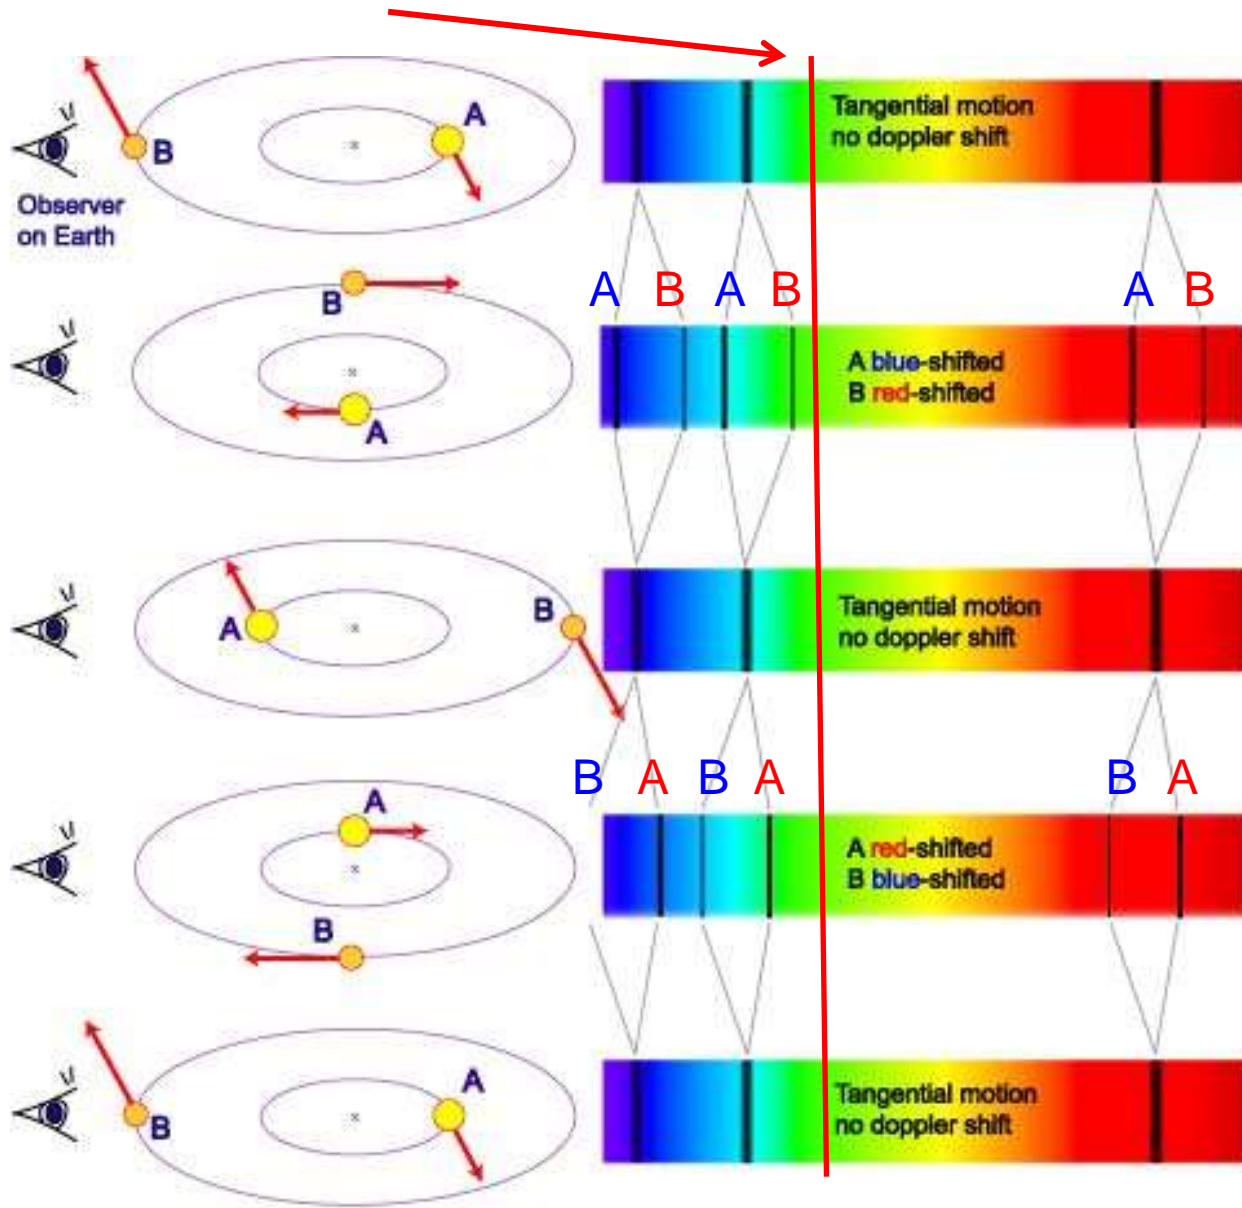 A
B
Tangential motion
no doppler shift
Observer
on Earth
B
A
A B A B A B
A blue-shifted
B red-shifted
A
B
Tangential motion
no doppler shift
A
B
B A B A B A
A red-shifted
B blue-shifted
A
B
Tangential motion
no doppler shift